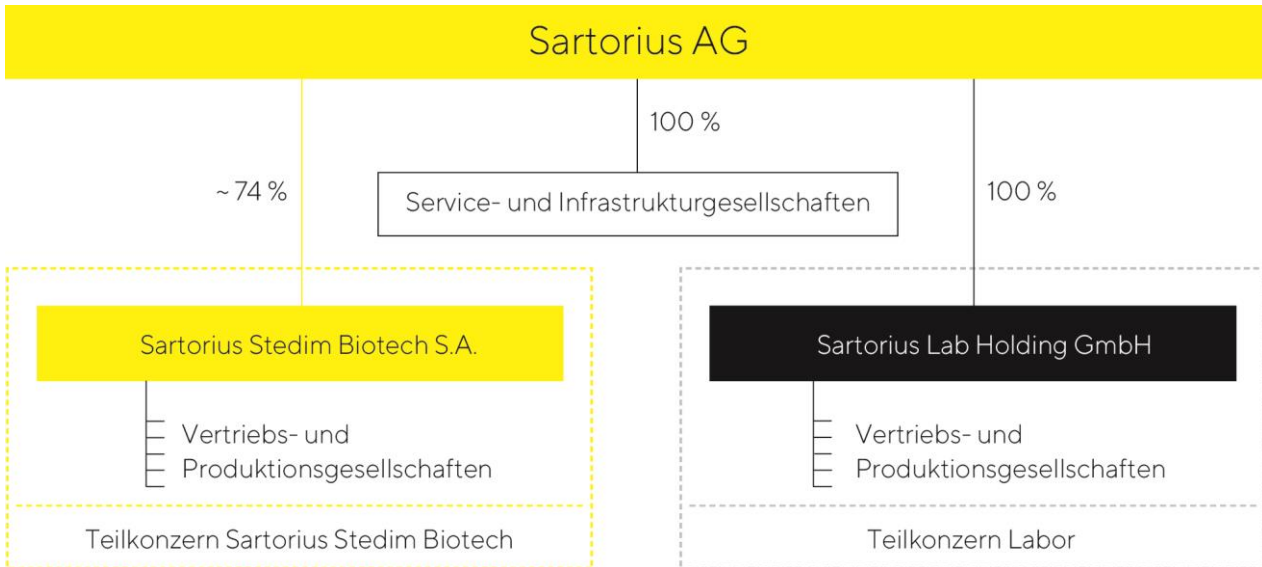 Sartorius AG
100 %
~ 74 %
Service- und Infrastrukturgesellschaften
100 %
Sartorius Stedim Biotech S.A.
Vertriebs- und
Produktionsgesellschaften
Teilkonzern Sartorius Stedim Biotech
Sartorius Lab Holding GmbH
Vertriebs- und
Produktionsgesellschaften
Teilkonzern Labor